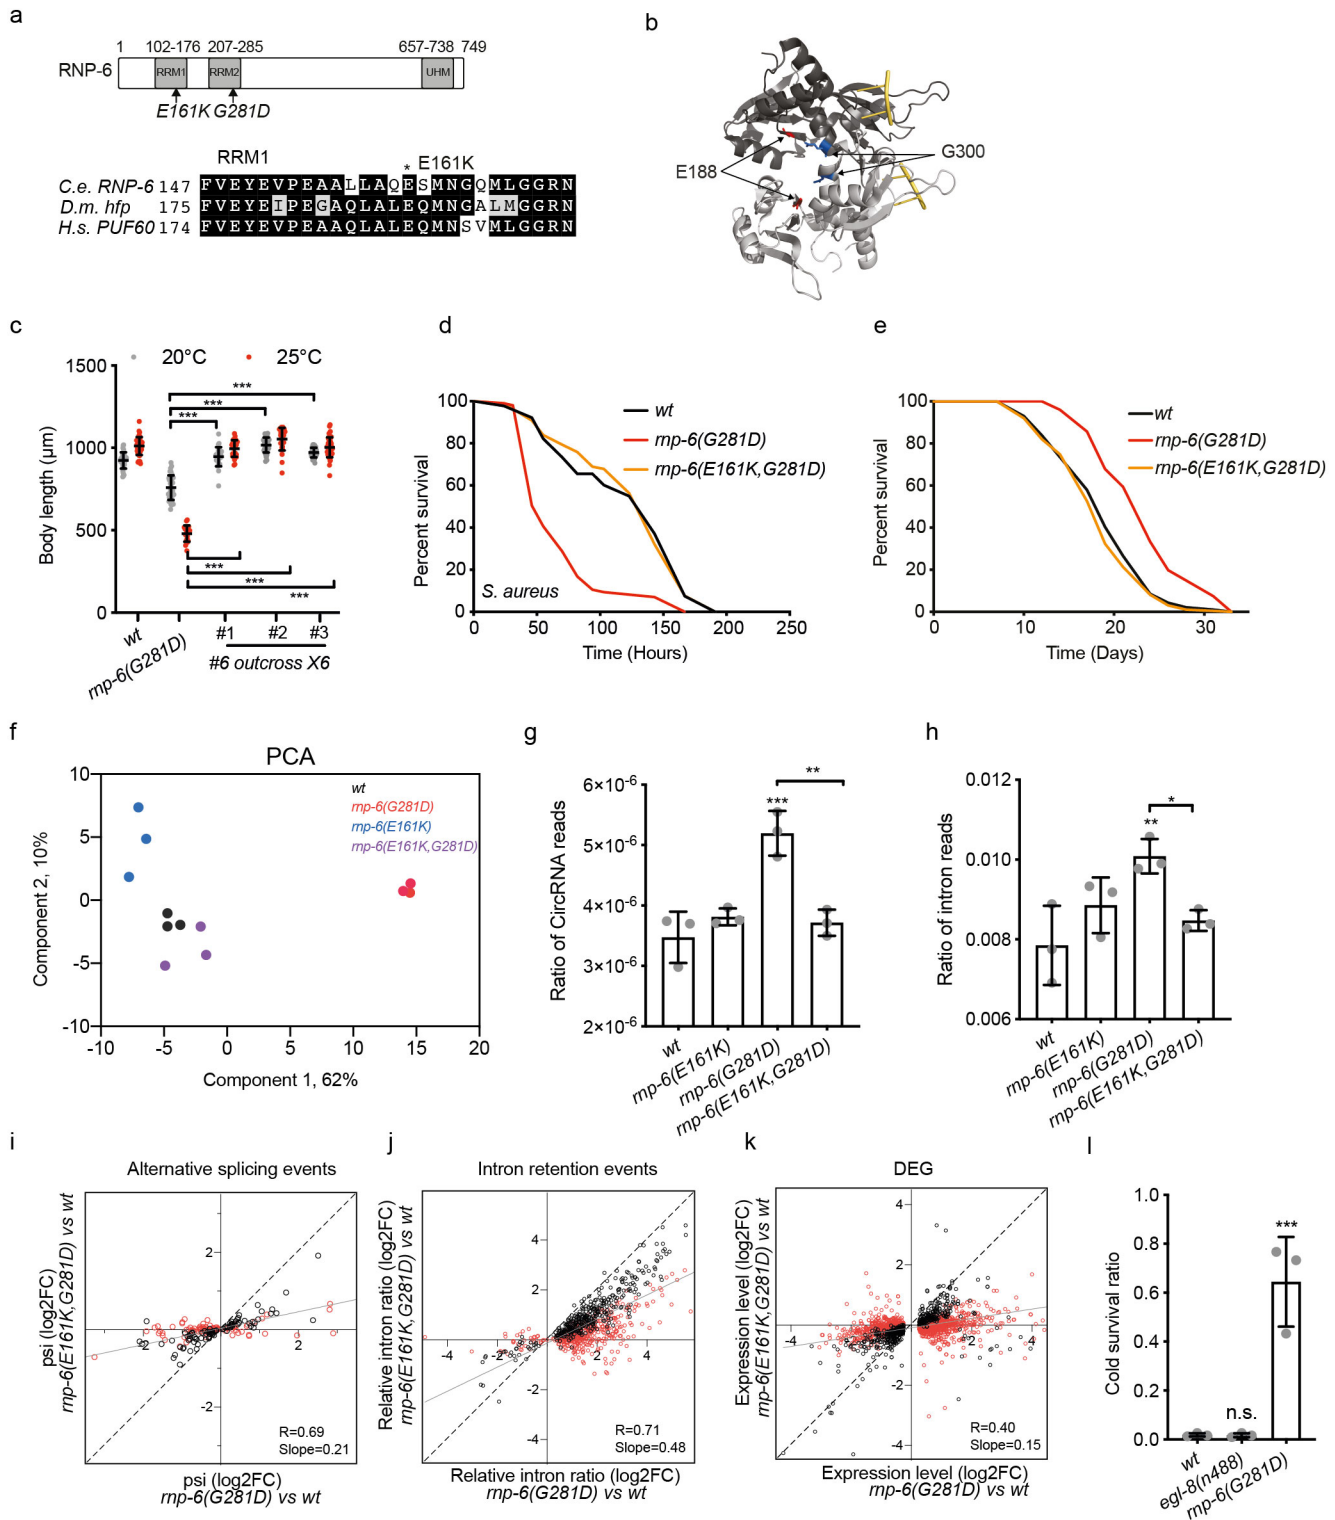 a
1 102-176 207-285 657-738 749
RNP-6 RRM1 RRM2 UHM
E161K G281D
RRM1
* E161K
C.e. RNP-6 147 FVEYEVPEAALLAQESMNGQMLGGRN
D.m. hfp 175 FVEYEIPEGAQLALEQMNGALMGGRN
H.s. PUF60 174 FVEYEVPEAAQLALEQMNSVMLGGRN
b
E188
G300
c
20°C 25°C
Body length (µm)
1500
1000
500
0
***
***
***
***
***
***
wt
rnp-6(G281D)
#1 #2 #3
#6 outcross X6
d
Percent survival
100
80
60
40
20
0
wt
rnp-6(G281D)
rnp-6(E161K,G281D)
S. aureus
0 50 100 150 200 250
Time (Hours)
e
Percent survival
100
80
60
40
20
0
wt
rnp-6(G281D)
rnp-6(E161K,G281D)
0 10 20 30
Time (Days)
f
PCA
wt
rnp-6(G281D)
rnp-6(E161K)
rnp-6(E161K,G281D)
Component 2, 10%
10
5
0
-5
-10
-10 -5 0 5 10 15 20
Component 1, 62%
g
Ratio of CircRNA reads
6×10⁻⁶
5×10⁻⁶
4×10⁻⁶
3×10⁻⁶
2×10⁻⁶
**
***
wt
rnp-6(E161K)
rnp-6(G281D)
rnp-6(E161K,G281D)
h
Ratio of intron reads
0.012
0.010
0.008
0.006
*
**
wt
rnp-6(E161K)
rnp-6(G281D)
rnp-6(E161K,G281D)
i
Alternative splicing events
psi (log2FC)
rnp-6(E161K,G281D) vs wt
2
-2 2
-2
R=0.69
Slope=0.21
psi (log2FC)
rnp-6(G281D) vs wt
j
Intron retention events
Relative intron ratio (log2FC)
rnp-6(E161K,G281D) vs wt
4
2
-4 -2 2 4
-2
-4
R=0.71
Slope=0.48
Relative intron ratio (log2FC)
rnp-6(G281D) vs wt
k
DEG
Expression level (log2FC)
rnp-6(E161K,G281D) vs wt
4
2
-4 -2 2 4
-2
-4
R=0.40
Slope=0.15
Expression level (log2FC)
rnp-6(G281D) vs wt
l
Cold survival ratio
1.0
0.8
0.6
0.4
0.2
0.0
***
n.s.
wt
egl-8(n488)
rnp-6(G281D)